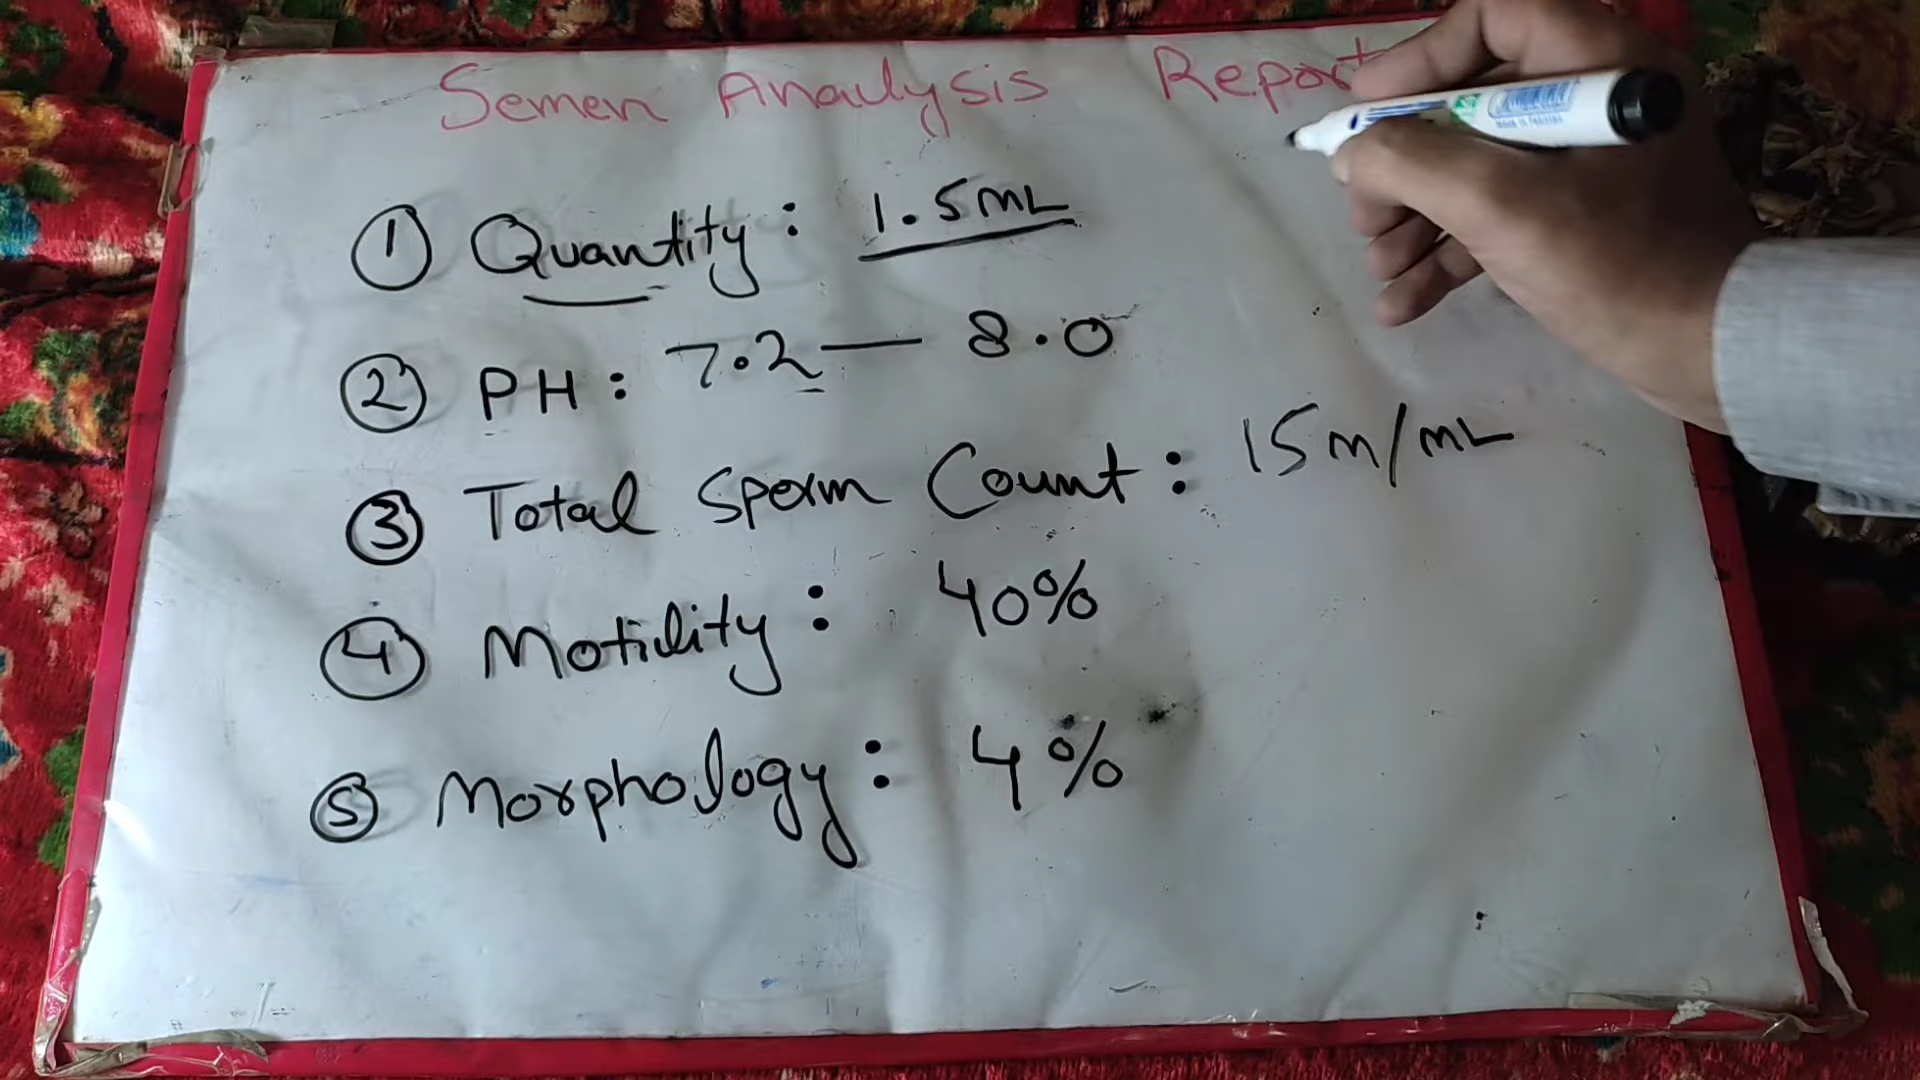 Semen Analysis Report
① Quantity: 1.5mL
② PH: 7.2 — 8.0
③ Total Sperm Count: 15m/mL
④ Motility: 40%
⑤ Morphology: 4%